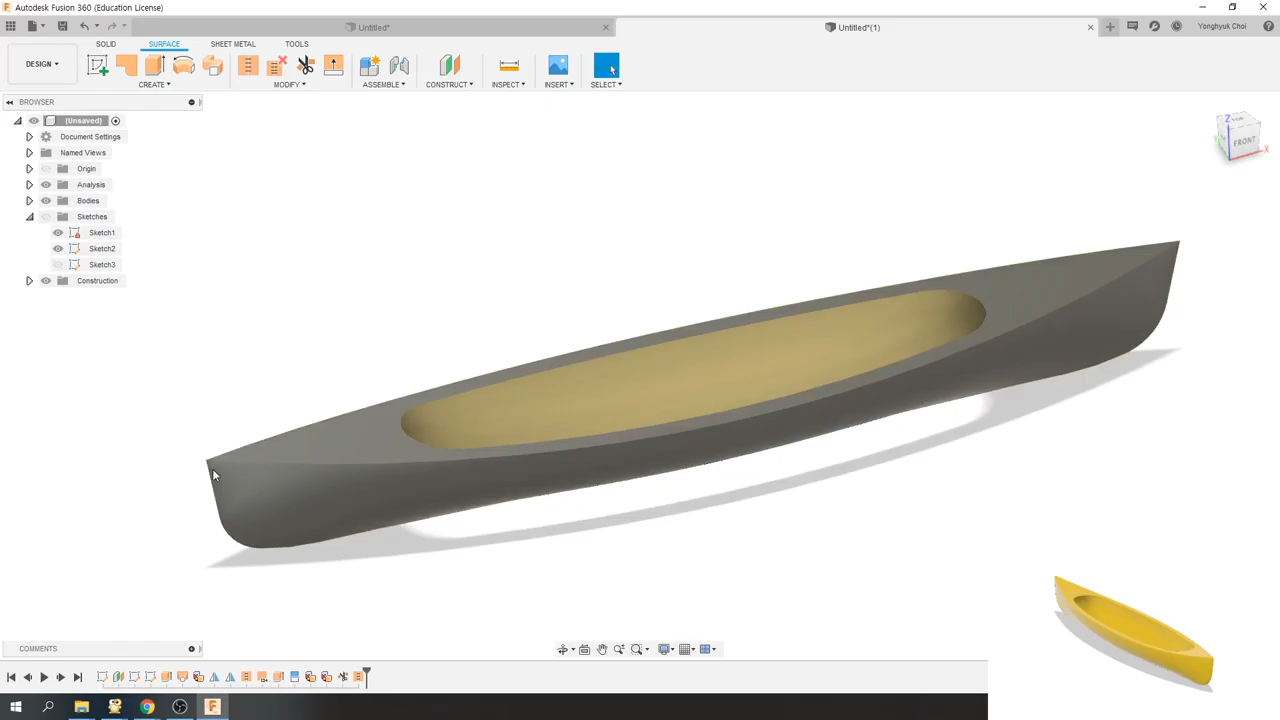 Autodesk Fusion 360 (Education License)
Untitled*
Untitled*(1)
Yonghyuk Choi
DESIGN
SOLID
SURFACE
SHEET METAL
TOOLS
CREATE
MODIFY
ASSEMBLE
CONSTRUCT
INSPECT
INSERT
SELECT
BROWSER
(Unsaved)
Document Settings
Named Views
Origin
Analysis
Bodies
Sketches
Sketch1
Sketch2
Sketch3
Construction
Z
FRONT
X
COMMENTS